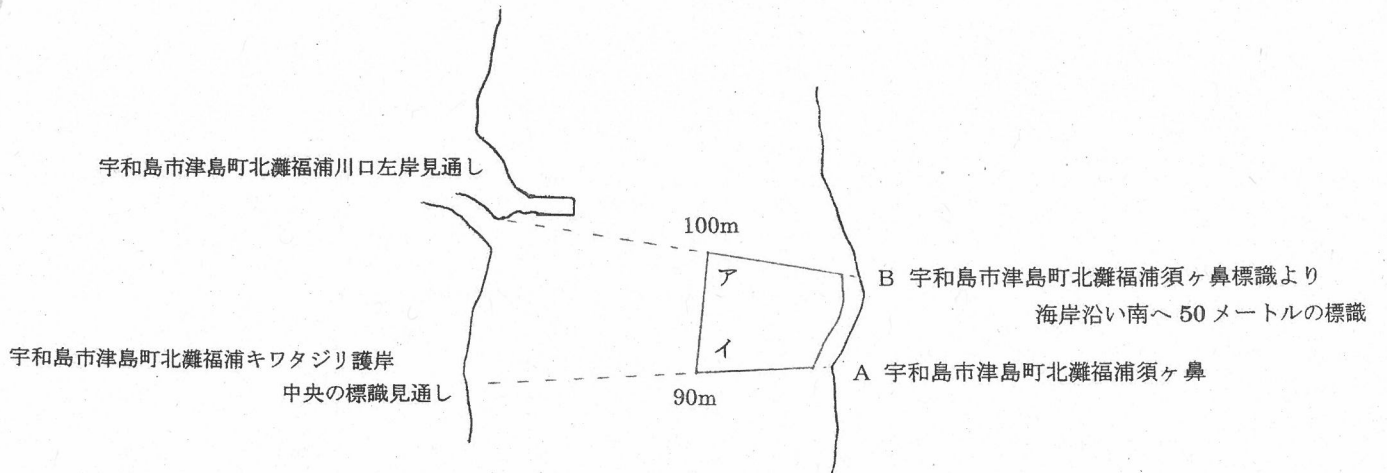 宇和島市津島町北灘福浦川口左岸見通し
100m
ア
B 宇和島市津島町北灘福浦須ヶ鼻標識より
海岸沿い南へ 50 メートルの標識
イ
宇和島市津島町北灘福浦キワタジリ護岸
中央の標識見通し
90m
A 宇和島市津島町北灘福浦須ヶ鼻